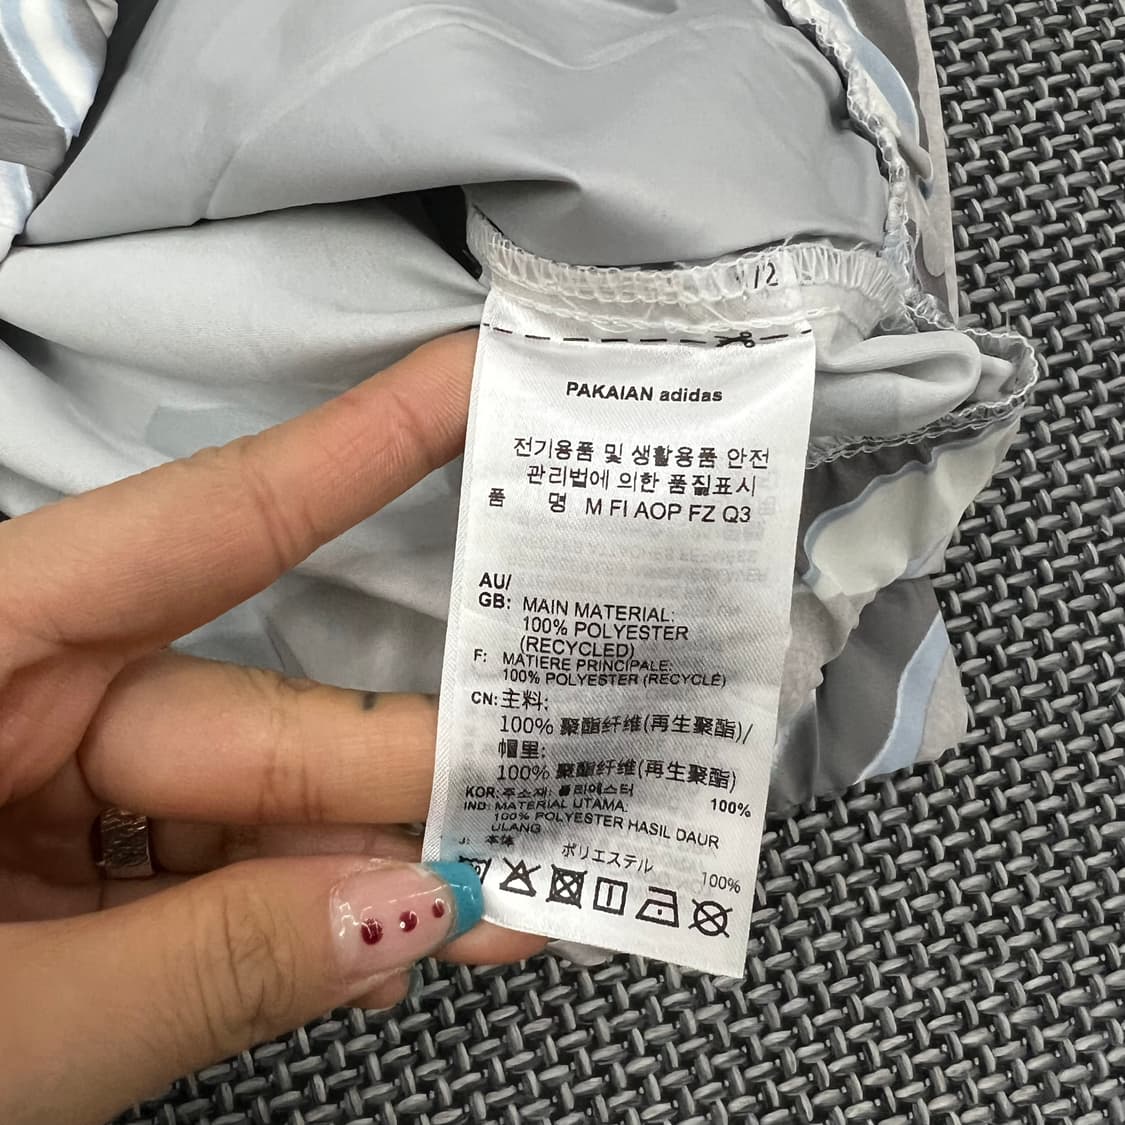 /2
PAKAIAN adidas
전기용품 및 생활용품 안전
관리법에 의한 품질표시
품 명 M FI AOP FZ Q3
AU/
GB: MAIN MATERIAL:
100% POLYESTER
(RECYCLED)
F: MATIERE PRINCIPALE:
100% POLYESTER (RECYCLÉ)
CN: 主料:
100% 聚酯纤维(再生聚酯)/
帽里:
100% 聚酯纤维(再生聚酯)
KOR: 주소재: 폴리에스터 100%
IND: MATERIAL UTAMA:
100% POLYESTER HASIL DAUR
ULANG
J: 本体
ポリエステル 100%